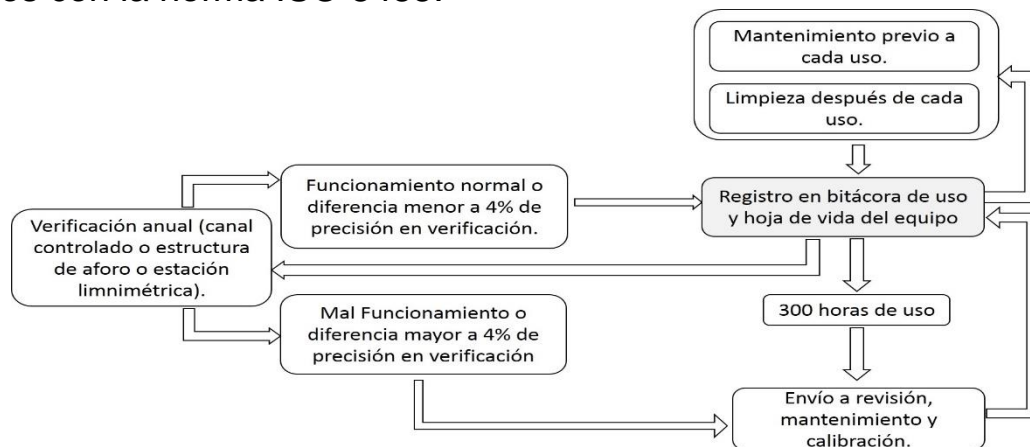 Mantenimiento previo a
cada uso.
Limpieza después de cada
uso.
Funcionamiento normal o
diferencia menor a 4% de
precisión en verificación.
Registro en bitácora de uso
y hoja de vida del equipo
Verificación anual (canal
controlado o estructura
de aforo o estación
limnimétrica).
Mal Funcionamiento o
diferencia mayor a 4% de
precisión en verificación
300 horas de uso
Envío a revisión,
mantenimiento y
calibración.